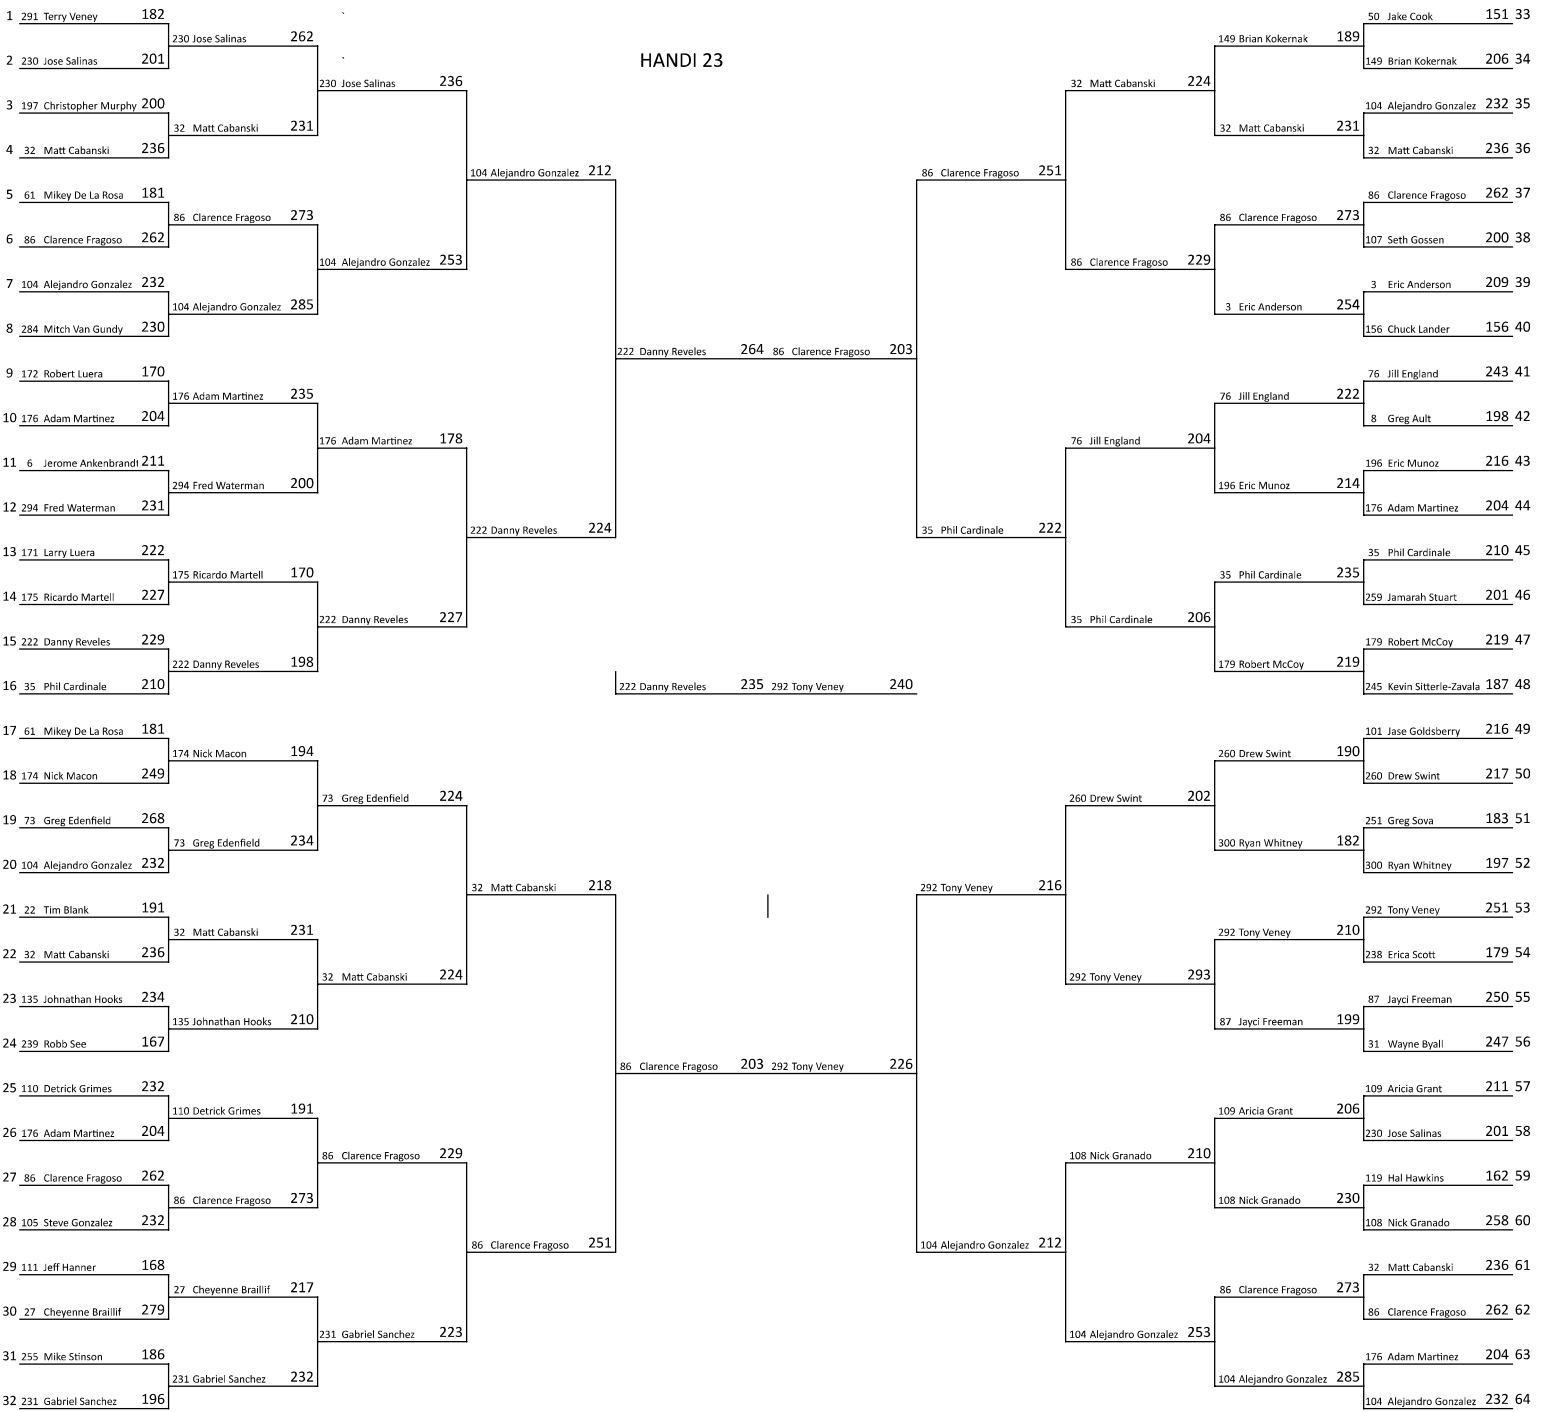 HANDI 23
1 291 Terry Veney 182
2 230 Jose Salinas 201
3 197 Christopher Murphy 200
4 32 Matt Cabanski 236
5 61 Mikey De La Rosa 181
6 86 Clarence Fragoso 262
7 104 Alejandro Gonzalez 232
8 284 Mitch Van Gundy 230
9 172 Robert Luera 170
10 176 Adam Martinez 204
11 6 Jerome Ankenbrandt 211
12 294 Fred Waterman 231
13 171 Larry Luera 222
14 175 Ricardo Martell 227
15 222 Danny Reveles 229
16 35 Phil Cardinale 210
17 61 Mikey De La Rosa 181
18 174 Nick Macon 249
19 73 Greg Edenfield 268
20 104 Alejandro Gonzalez 232
21 22 Tim Blank 191
22 32 Matt Cabanski 236
23 135 Johnathan Hooks 234
24 239 Robb See 167
25 110 Detrick Grimes 232
26 176 Adam Martinez 204
27 86 Clarence Fragoso 262
28 105 Steve Gonzalez 232
29 111 Jeff Hanner 168
30 27 Cheyenne Braillif 279
31 255 Mike Stinson 186
32 231 Gabriel Sanchez 196
230 Jose Salinas 262
32 Matt Cabanski 231
86 Clarence Fragoso 273
104 Alejandro Gonzalez 285
176 Adam Martinez 235
294 Fred Waterman 200
175 Ricardo Martell 170
222 Danny Reveles 198
174 Nick Macon 194
73 Greg Edenfield 234
32 Matt Cabanski 231
135 Johnathan Hooks 210
110 Detrick Grimes 191
86 Clarence Fragoso 273
27 Cheyenne Braillif 217
231 Gabriel Sanchez 232
230 Jose Salinas 236
104 Alejandro Gonzalez 253
176 Adam Martinez 178
222 Danny Reveles 227
73 Greg Edenfield 224
32 Matt Cabanski 224
86 Clarence Fragoso 229
231 Gabriel Sanchez 223
104 Alejandro Gonzalez 212
222 Danny Reveles 224
32 Matt Cabanski 218
86 Clarence Fragoso 251
222 Danny Reveles 264 86 Clarence Fragoso 203
222 Danny Reveles 235 292 Tony Veney 240
86 Clarence Fragoso 203 292 Tony Veney 226
86 Clarence Fragoso 251
35 Phil Cardinale 222
292 Tony Veney 216
104 Alejandro Gonzalez 212
32 Matt Cabanski 224
86 Clarence Fragoso 229
76 Jill England 204
35 Phil Cardinale 206
260 Drew Swint 202
292 Tony Veney 293
108 Nick Granado 210
104 Alejandro Gonzalez 253
149 Brian Kokernak 189
32 Matt Cabanski 231
86 Clarence Fragoso 273
3 Eric Anderson 254
76 Jill England 222
196 Eric Munoz 214
35 Phil Cardinale 235
179 Robert McCoy 219
260 Drew Swint 190
300 Ryan Whitney 182
292 Tony Veney 210
87 Jayci Freeman 199
109 Aricia Grant 206
108 Nick Granado 230
86 Clarence Fragoso 273
104 Alejandro Gonzalez 285
50 Jake Cook 151 33
149 Brian Kokernak 206 34
104 Alejandro Gonzalez 232 35
32 Matt Cabanski 236 36
86 Clarence Fragoso 262 37
107 Seth Gossen 200 38
3 Eric Anderson 209 39
156 Chuck Lander 156 40
76 Jill England 243 41
8 Greg Ault 198 42
196 Eric Munoz 216 43
176 Adam Martinez 204 44
35 Phil Cardinale 210 45
259 Jamarah Stuart 201 46
179 Robert McCoy 219 47
245 Kevin Sitterle-Zavala 187 48
101 Jase Goldsberry 216 49
260 Drew Swint 217 50
251 Greg Sova 183 51
300 Ryan Whitney 197 52
292 Tony Veney 251 53
238 Erica Scott 179 54
87 Jayci Freeman 250 55
31 Wayne Byall 247 56
109 Aricia Grant 211 57
230 Jose Salinas 201 58
119 Hal Hawkins 162 59
108 Nick Granado 258 60
32 Matt Cabanski 236 61
86 Clarence Fragoso 262 62
176 Adam Martinez 204 63
104 Alejandro Gonzalez 232 64